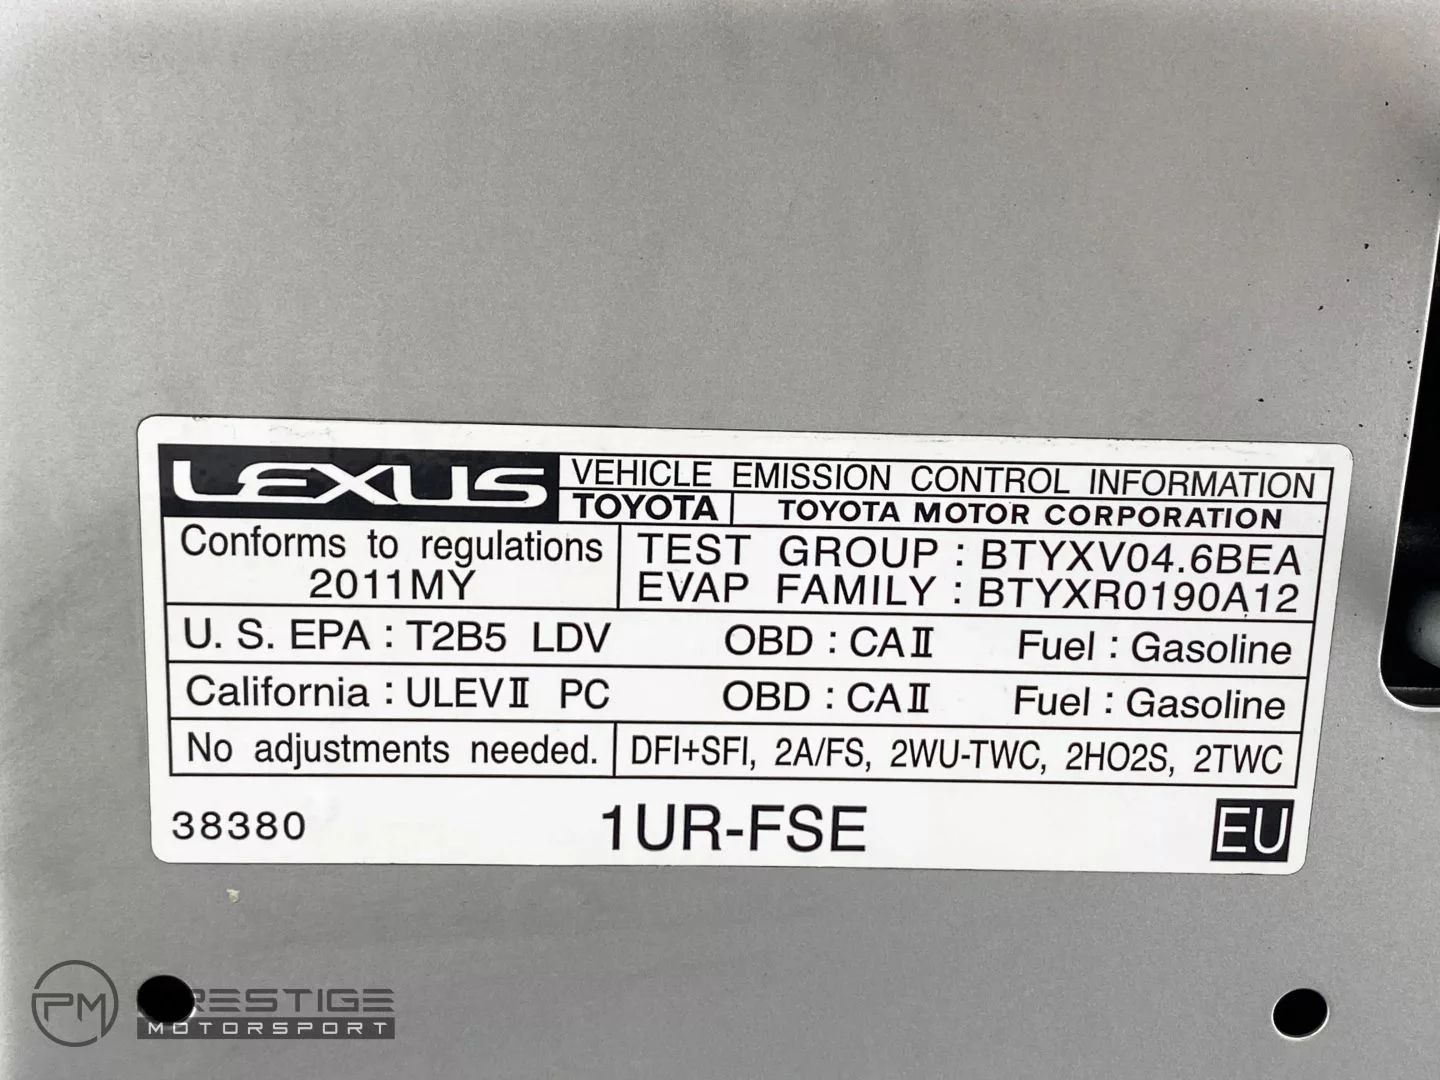 LEXUS VEHICLE EMISSION CONTROL INFORMATION
TOYOTA TOYOTA MOTOR CORPORATION
Conforms to regulations TEST GROUP : BTYXV04.6BEA
2011MY EVAP FAMILY : BTYXR0190A12
U. S. EPA : T2B5 LDV OBD : CAⅡ Fuel : Gasoline
California : ULEVⅡ PC OBD : CAⅡ Fuel : Gasoline
No adjustments needed. DFI+SFI, 2A/FS, 2WU-TWC, 2HO2S, 2TWC
38380 1UR-FSE EU
PM PRESTIGE
MOTORSPORT